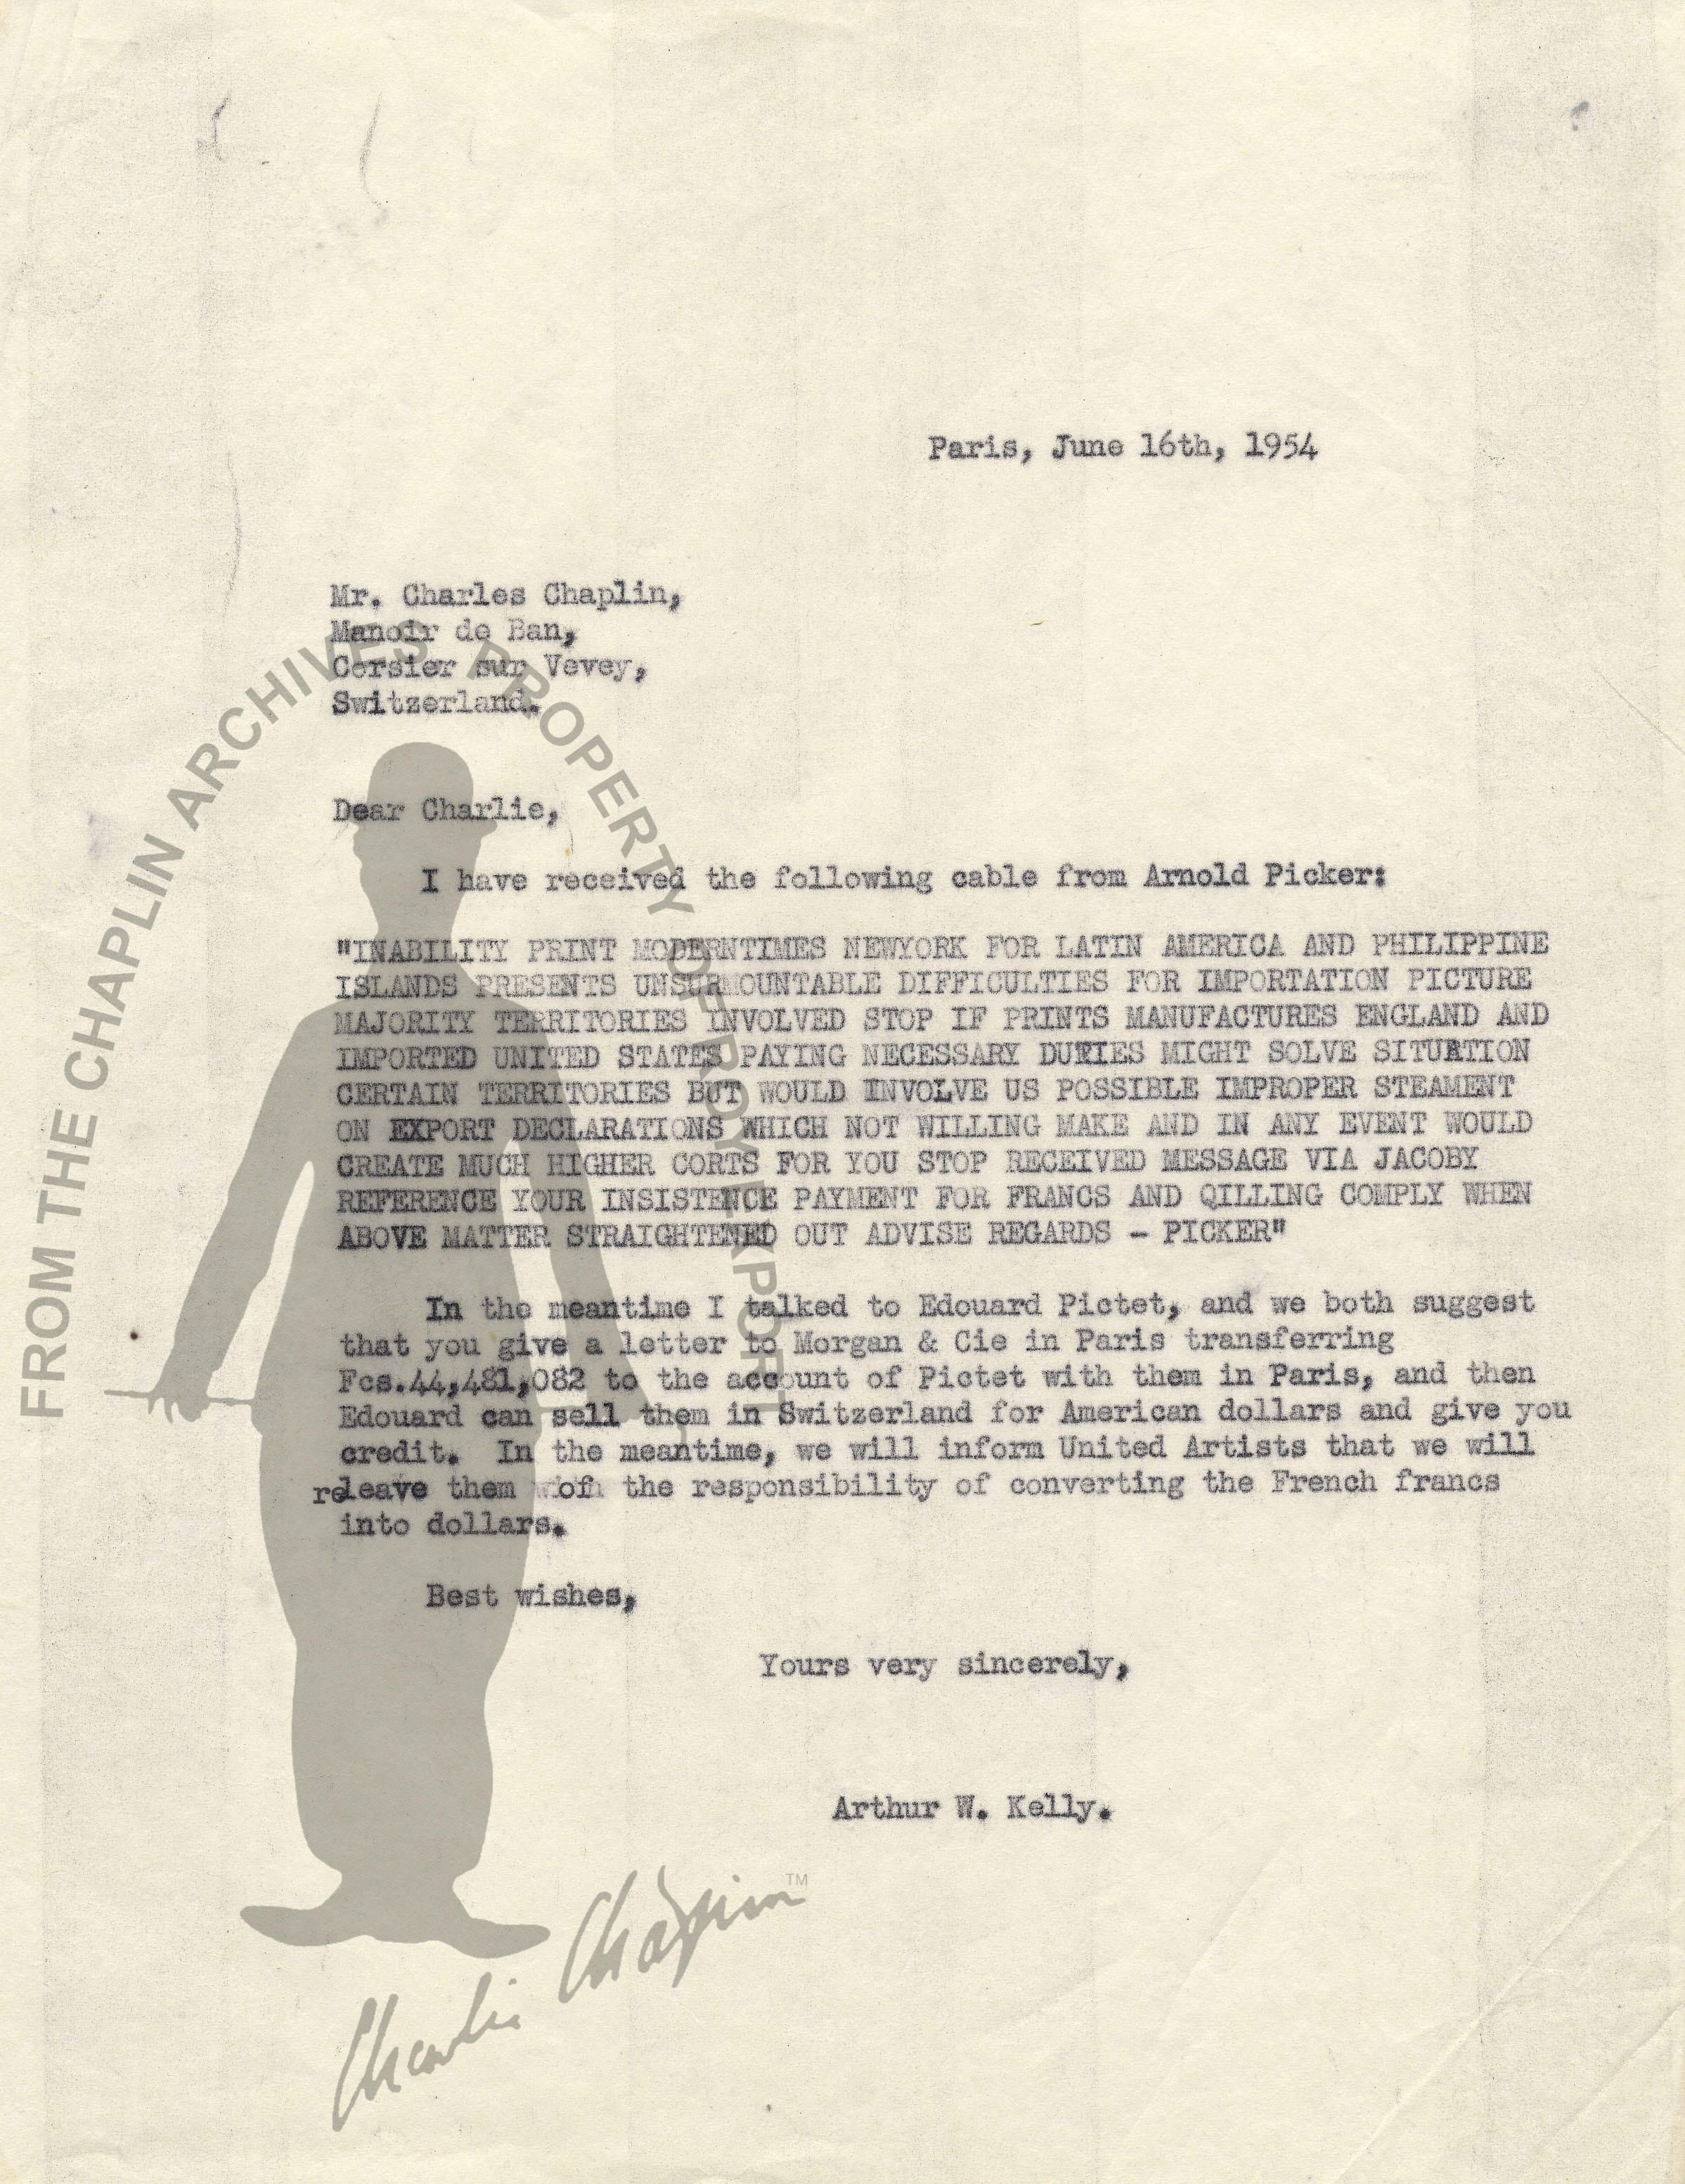 Paris, June 16th, 1954
Mr. Charles Chaplin,
Manoir de Ban,
Corsier sur Vevey,
Switzerland.
Dear Charlie,
I have received the following cable from Arnold Picker:
"INABILITY PRINT MODERNTIMES NEWYORK FOR LATIN AMERICA AND PHILIPPINE
ISLANDS PRESENTS UNSURMOUNTABLE DIFFICULTIES FOR IMPORTATION PICTURE
MAJORITY TERRITORIES INVOLVED STOP IF PRINTS MANUFACTURES ENGLAND AND
IMPORTED UNITED STATES PAYING NECESSARY DUTIES MIGHT SOLVE SITUATION
CERTAIN TERRITORIES BUT WOULD INVOLVE US POSSIBLE IMPROPER STEAMENT
ON EXPORT DECLARATIONS WHICH NOT WILLING MAKE AND IN ANY EVENT WOULD
CREATE MUCH HIGHER CORTS FOR YOU STOP RECEIVED MESSAGE VIA JACOBY
REFERENCE YOUR INSISTENCE PAYMENT FOR FRANCS AND QILLING COMPLY WHEN
ABOVE MATTER STRAIGHTENED OUT ADVISE REGARDS - PICKER"
In the meantime I talked to Edouard Pictet, and we both suggest
that you give a letter to Morgan & Cie in Paris transferring
Fcs.44,481,082 to the account of Pictet with them in Paris, and then
Edouard can sell them in Switzerland for American dollars and give you
credit. In the meantime, we will inform United Artists that we will
releave them of the responsibility of converting the French francs
into dollars.
Best wishes,
Yours very sincerely,
Arthur W. Kelly.
FROM THE CHAPLIN ARCHIVES PROPERTY OF ROY EXPORT
Charlie Chaplin TM